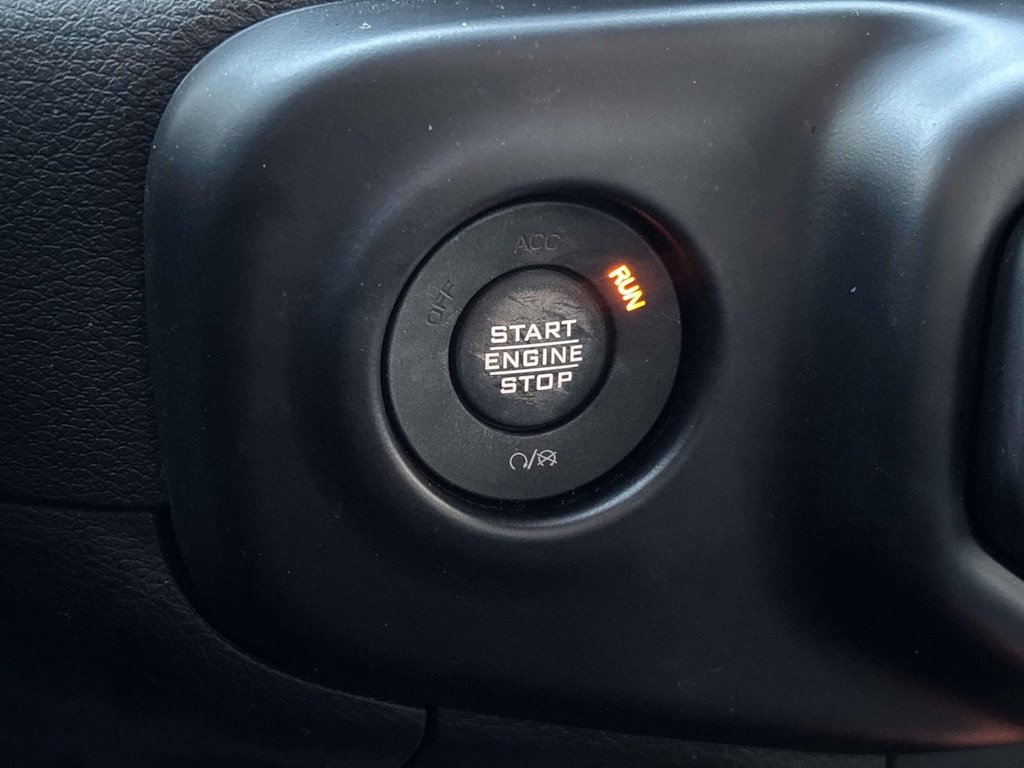 ACC
OFF
RUN
START
ENGINE
STOP